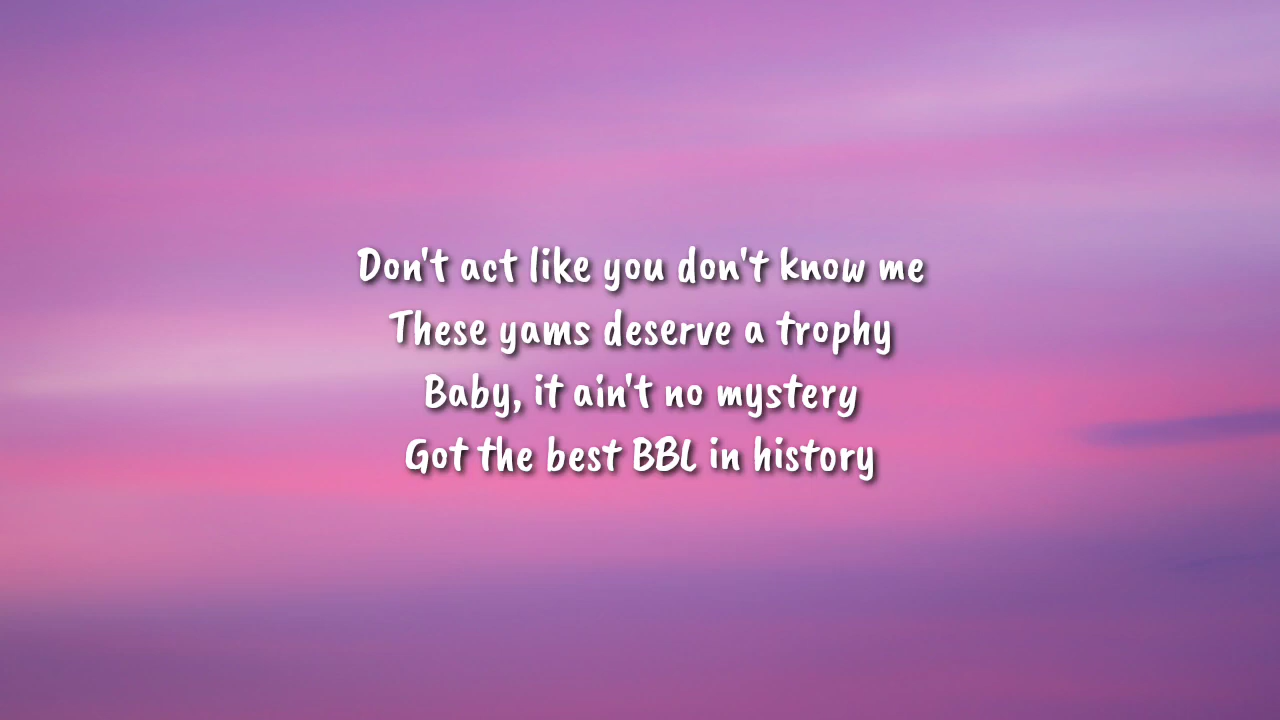 Don't act like you don't know me
These yams deserve a trophy
Baby, it ain't no mystery
Got the best BBL in history